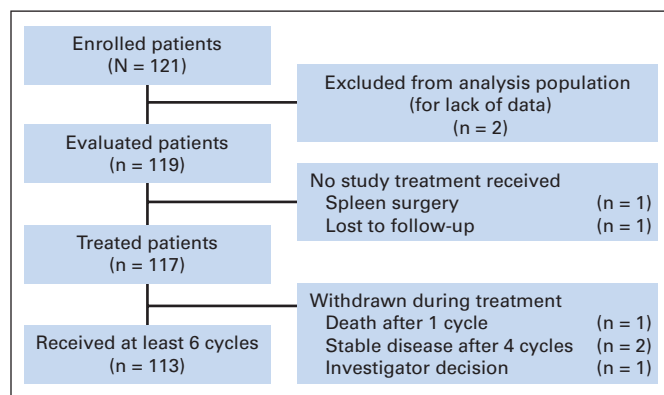 Enrolled patients
(N = 121)
Excluded from analysis population
(for lack of data)
(n = 2)
Evaluated patients
(n = 119)
No study treatment received
Spleen surgery (n = 1)
Lost to follow-up (n = 1)
Treated patients
(n = 117)
Withdrawn during treatment
Death after 1 cycle (n = 1)
Stable disease after 4 cycles (n = 2)
Investigator decision (n = 1)
Received at least 6 cycles
(n = 113)